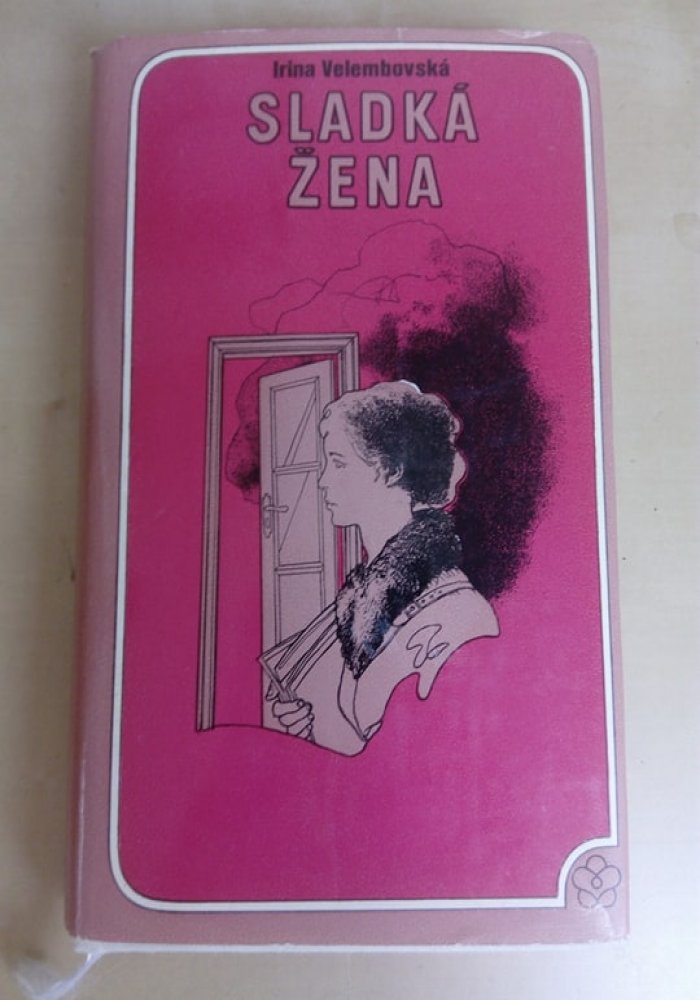 Irina Velembovská
SLADKÁ
ŽENA